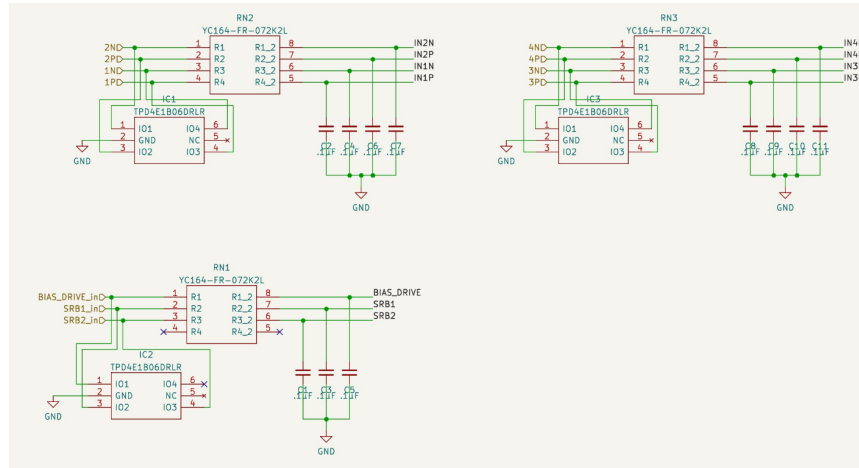 RN2
YC164-FR-072K2L
2ND 1 R1 R1_2 8 IN2N
2PD 2 R2 R2_2 7 IN2P
1ND 3 R3 R3_2 6 IN1N
1PD 4 R4 R4_2 5 IN1P
IC1
TPD4E1B06DRLR
1 IO1 IO4 6
2 GND NC 5
3 IO2 IO3 4
GND
C2 C4 C6 C7
.1uF .1uF .1uF .1uF
GND
RN3
YC164-FR-072K2L
4ND 1 R1 R1_2 8 IN4
4PD 2 R2 R2_2 7 IN4
3ND 3 R3 R3_2 6 IN3
3PD 4 R4 R4_2 5 IN3
IC3
TPD4E1B06DRLR
1 IO1 IO4 6
2 GND NC 5
3 IO2 IO3 4
GND
C8 C9 C10 C11
.1uF .1uF .1uF .1uF
GND
RN1
YC164-FR-072K2L
BIAS_DRIVE_in 1 R1 R1_2 8 BIAS_DRIVE
SRB1_in 2 R2 R2_2 7 SRB1
SRB2_in 3 R3 R3_2 6 SRB2
4 R4 R4_2 5
IC2
TPD4E1B06DRLR
1 IO1 IO4 6
2 GND NC 5
3 IO2 IO3 4
GND
C1 C3 C5
.1uF .1uF .1uF
GND